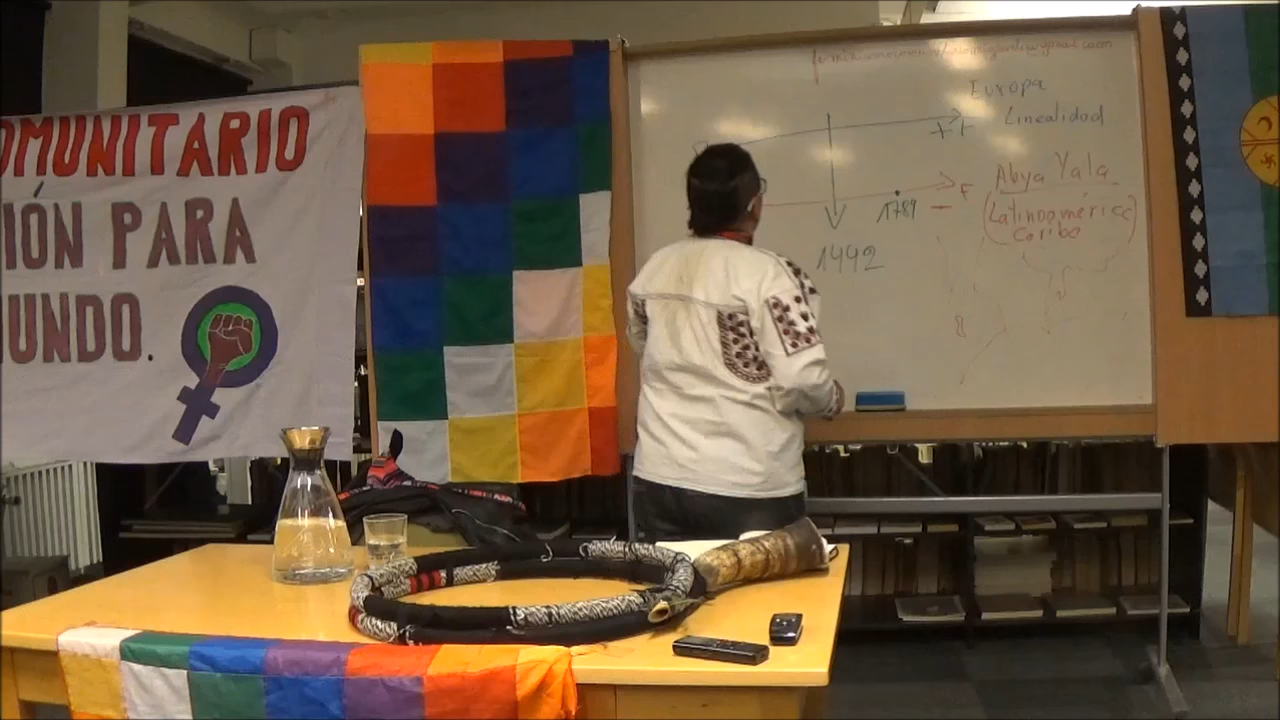 OMUNITARIO
IÓN PARA
UNDO.
Europa
Linealidad
++
1789
- F
Abya Yala
(Latinoamérica
Caribe)
1492